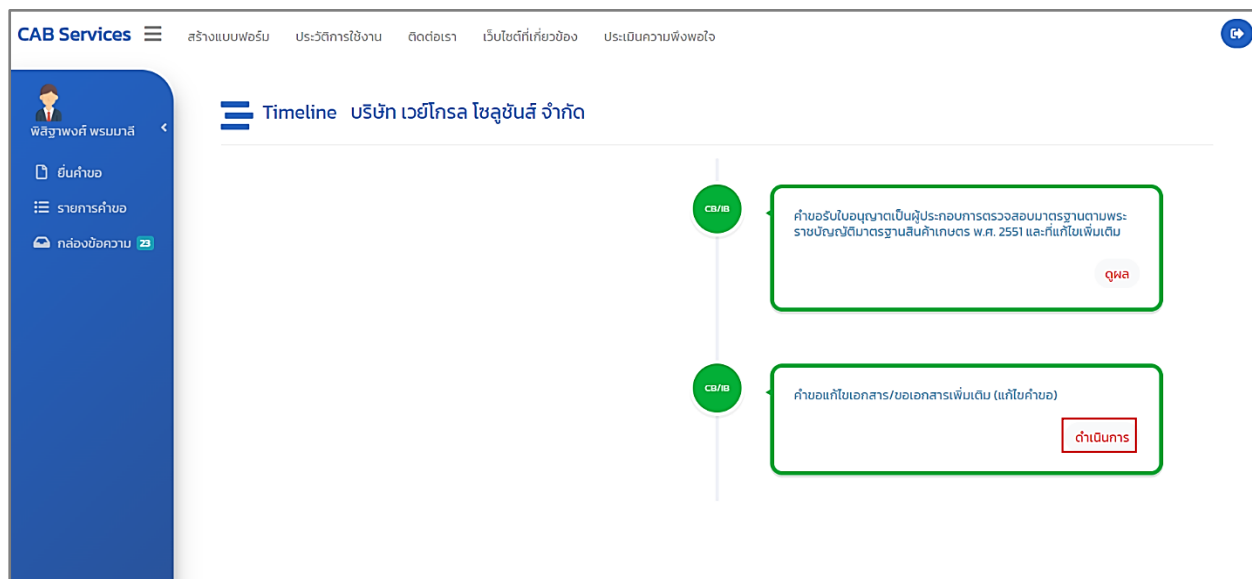 CAB Services สร้างแบบฟอร์ม ประวัติการใช้งาน ติดต่อเรา เว็บไซต์ที่เกี่ยวข้อง ประเมินความพึงพอใจ
พิสิฐาพงศ์ พรมมาลี
ยื่นคำขอ
รายการคำขอ
กล่องข้อความ 23
Timeline บริษัท เวย์โกรล โซลูชันส์ จำกัด
CB/IB
คำขอรับใบอนุญาตเป็นผู้ประกอบการตรวจสอบมาตรฐานตามพระ
ราชบัญญัติมาตรฐานสินค้าเกษตร พ.ศ. 2551 และที่แก้ไขเพิ่มเติม
ดูผล
CB/IB
คำขอแก้ไขเอกสาร/ขอเอกสารเพิ่มเติม (แก้ไขคำขอ)
ดำเนินการ